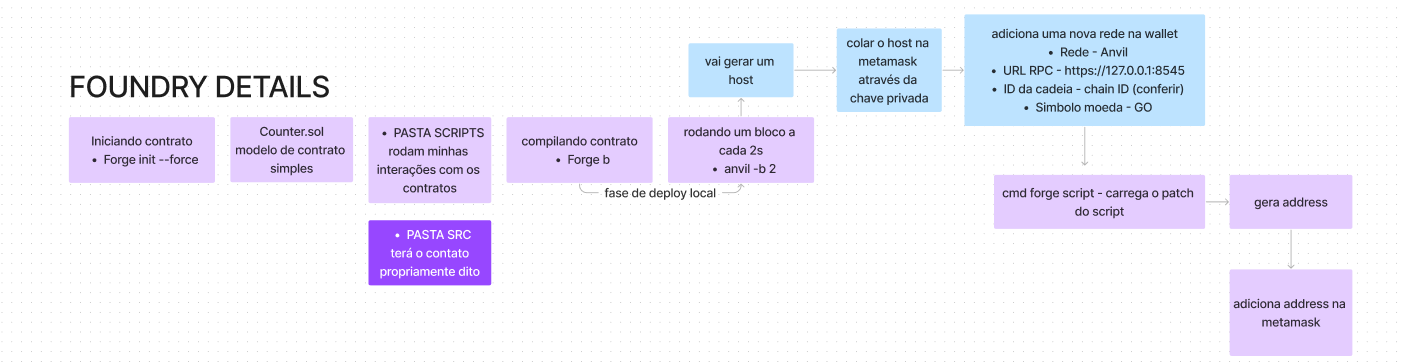 FOUNDRY DETAILS
Iniciando contrato
• Forge init --force
Counter.sol
modelo de contrato
simples
• PASTA SCRIPTS
rodam minhas
interações com os
contratos
• PASTA SRC
terá o contato
propriamente dito
compilando contrato
• Forge b
fase de deploy local
rodando um bloco a
cada 2s
• anvil -b 2
vai gerar um
host
colar o host na
metamask
através da
chave privada
adiciona uma nova rede na wallet
• Rede - Anvil
• URL RPC - https://127.0.0.1:8545
• ID da cadeia - chain ID (conferir)
• Simbolo moeda - GO
cmd forge script - carrega o patch
do script
gera address
adiciona address na
metamask